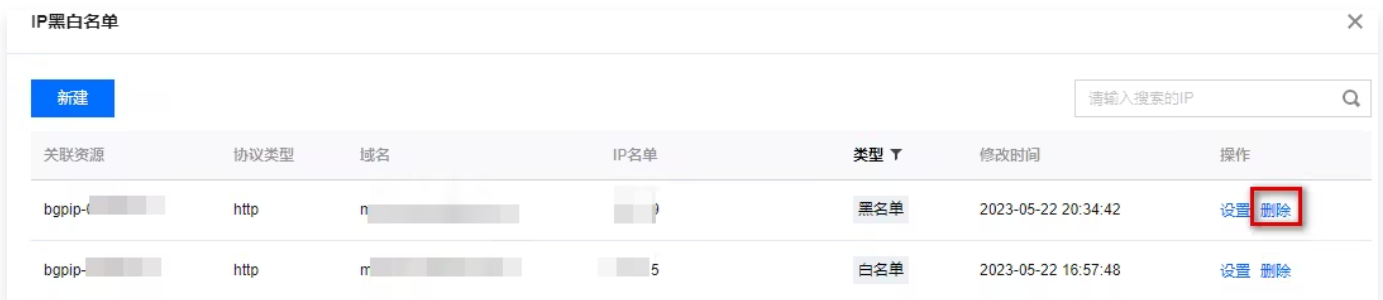 IP黑白名单
新建
请输入搜索的IP
关联资源 协议类型 域名 IP名单 类型 修改时间 操作
bgpip- http 黑名单 2023-05-22 20:34:42 设置 删除
bgpip- http m 5 白名单 2023-05-22 16:57:48 设置 删除